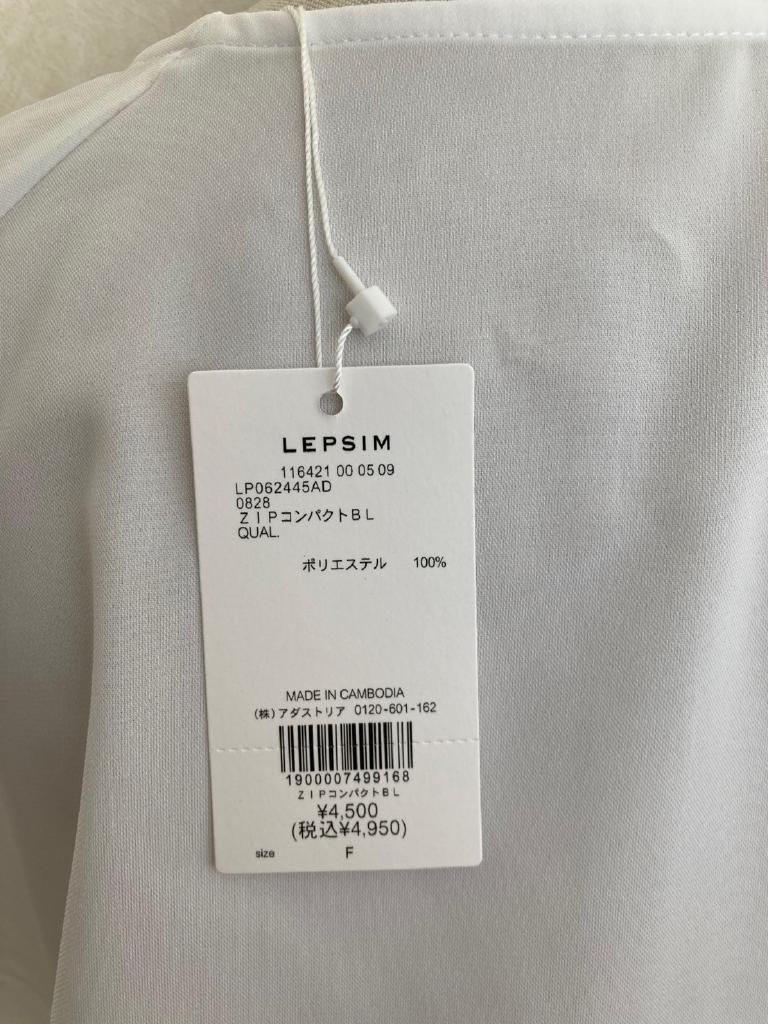 LEPSIM
116421 00 05 09
LP062445AD
0828
ＺＩＰコンパクトＢＬ
QUAL.
ポリエステル 100%
MADE IN CAMBODIA
(株)アダストリア 0120-601-162
1900007499168
ＺＩＰコンパクトＢＬ
¥4,500
(税込¥4,950)
size F